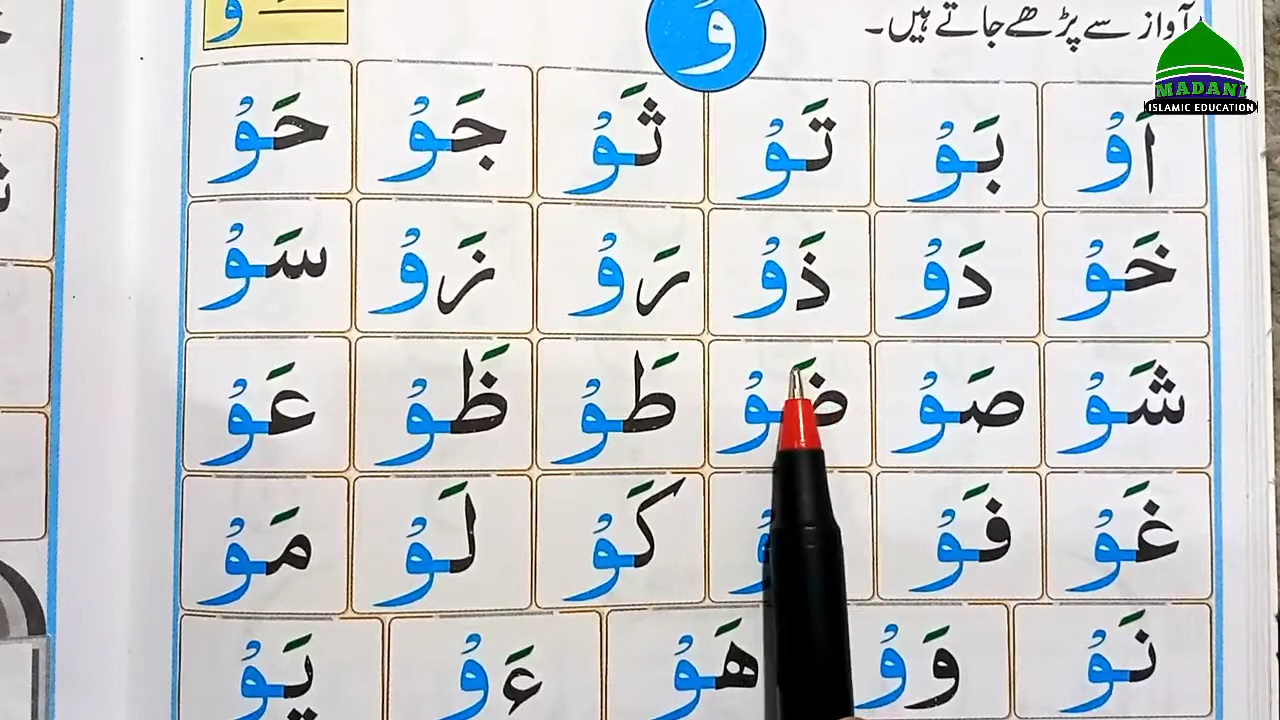 آواز سے پڑھے جاتے ہیں۔
MADANI
ISLAMIC EDUCATION
وْ
وْ
اَوْ بَوْ تَوْ ثَوْ جَوْ حَوْ
خَوْ دَوْ ذَوْ رَوْ زَوْ سَوْ
شَوْ صَوْ ضَوْ طَوْ ظَوْ عَوْ
غَوْ فَوْ كَوْ لَوْ مَوْ
نَوْ وَوْ هَوْ ءَوْ يَوْ